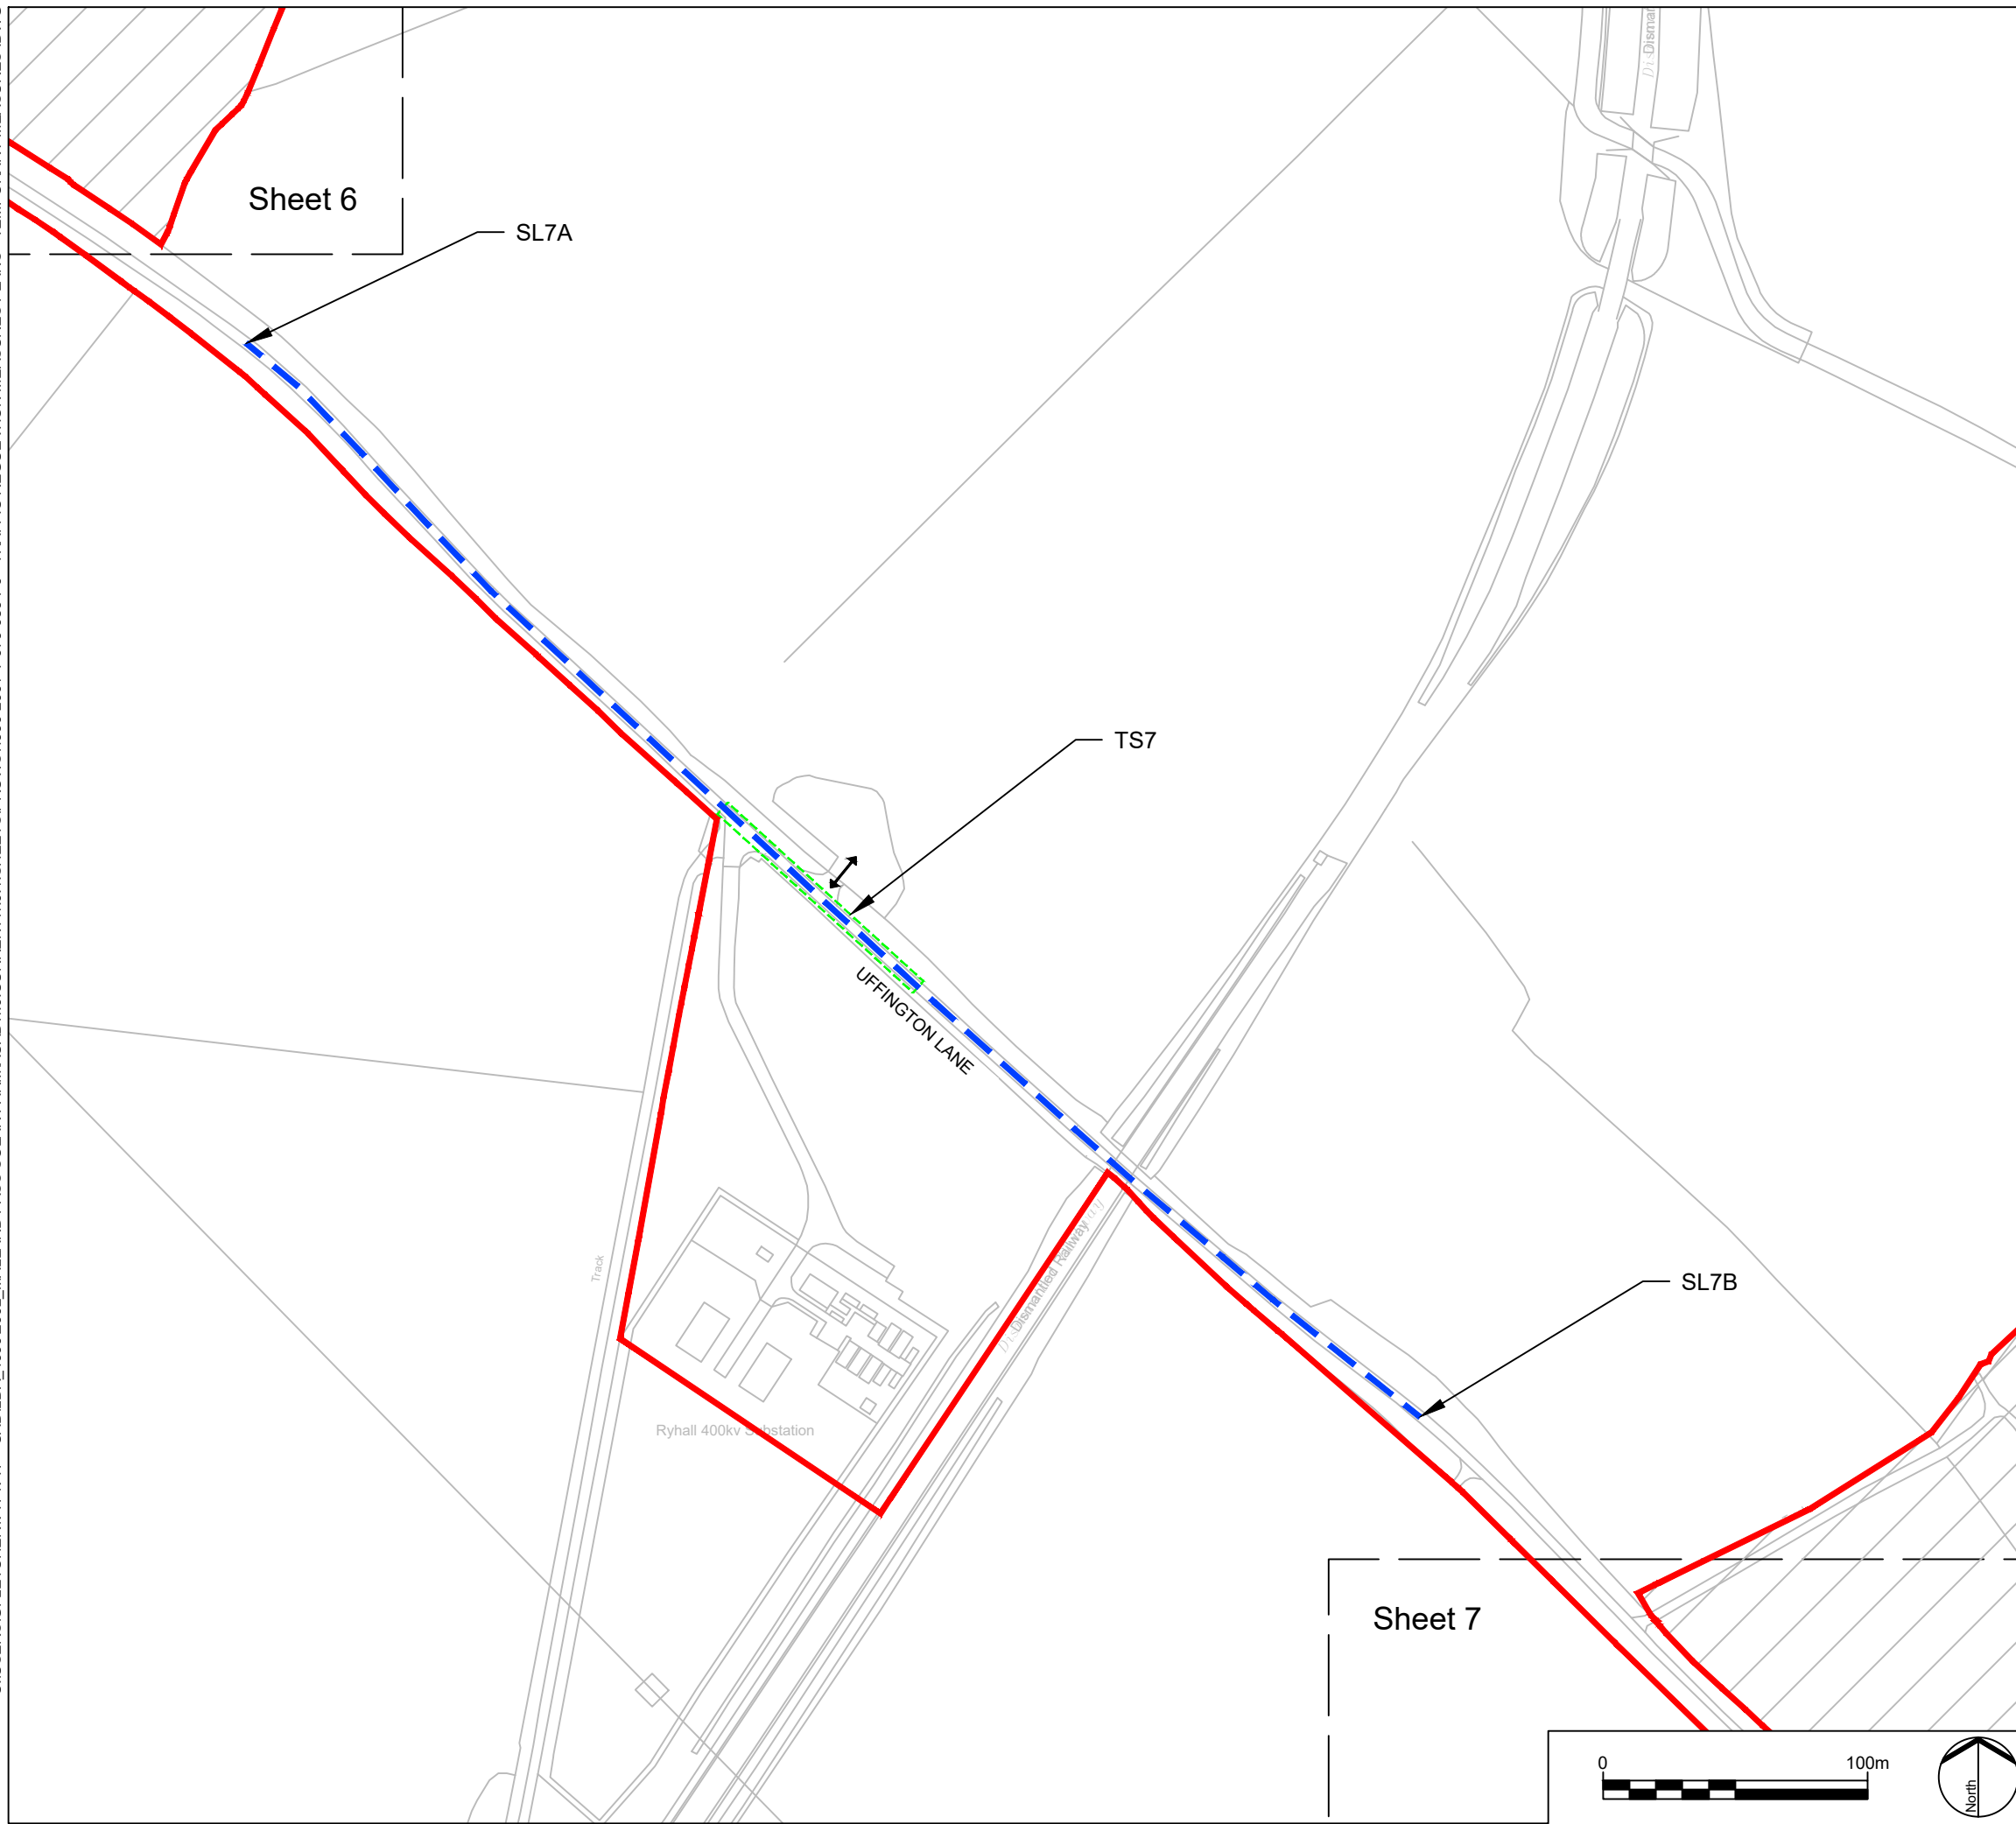 Sheet 6
SL7A
TS7
UFFINGTON LANE
Dismantled Railway
Track
SL7B
Ryhall 400kv Substation
Sheet 7
0
100m
North